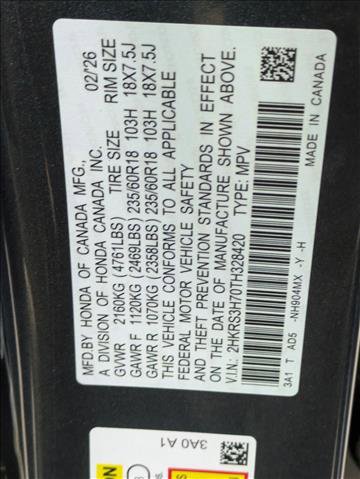 MFD.BY HONDA OF CANADA MFG., 02/26
A DIVISION OF HONDA CANADA INC.
TIRE SIZE RIM SIZE
GVWR 2160KG (4761LBS)
GAWR F 1120KG (2469LBS) 235/60R18 103H 18X7.5J
GAWR R 1070KG (2358LBS) 235/60R18 103H 18X7.5J
THIS VEHICLE CONFORMS TO ALL APPLICABLE
FEDERAL MOTOR VEHICLE SAFETY
AND THEFT PREVENTION STANDARDS IN EFFECT
ON THE DATE OF MANUFACTURE SHOWN ABOVE.
V.I.N.: 2HKRS3H70TH328420 TYPE: MPV
3A1 T AD5 -NH904MX -Y -H MADE IN CANADA
3A0 A1